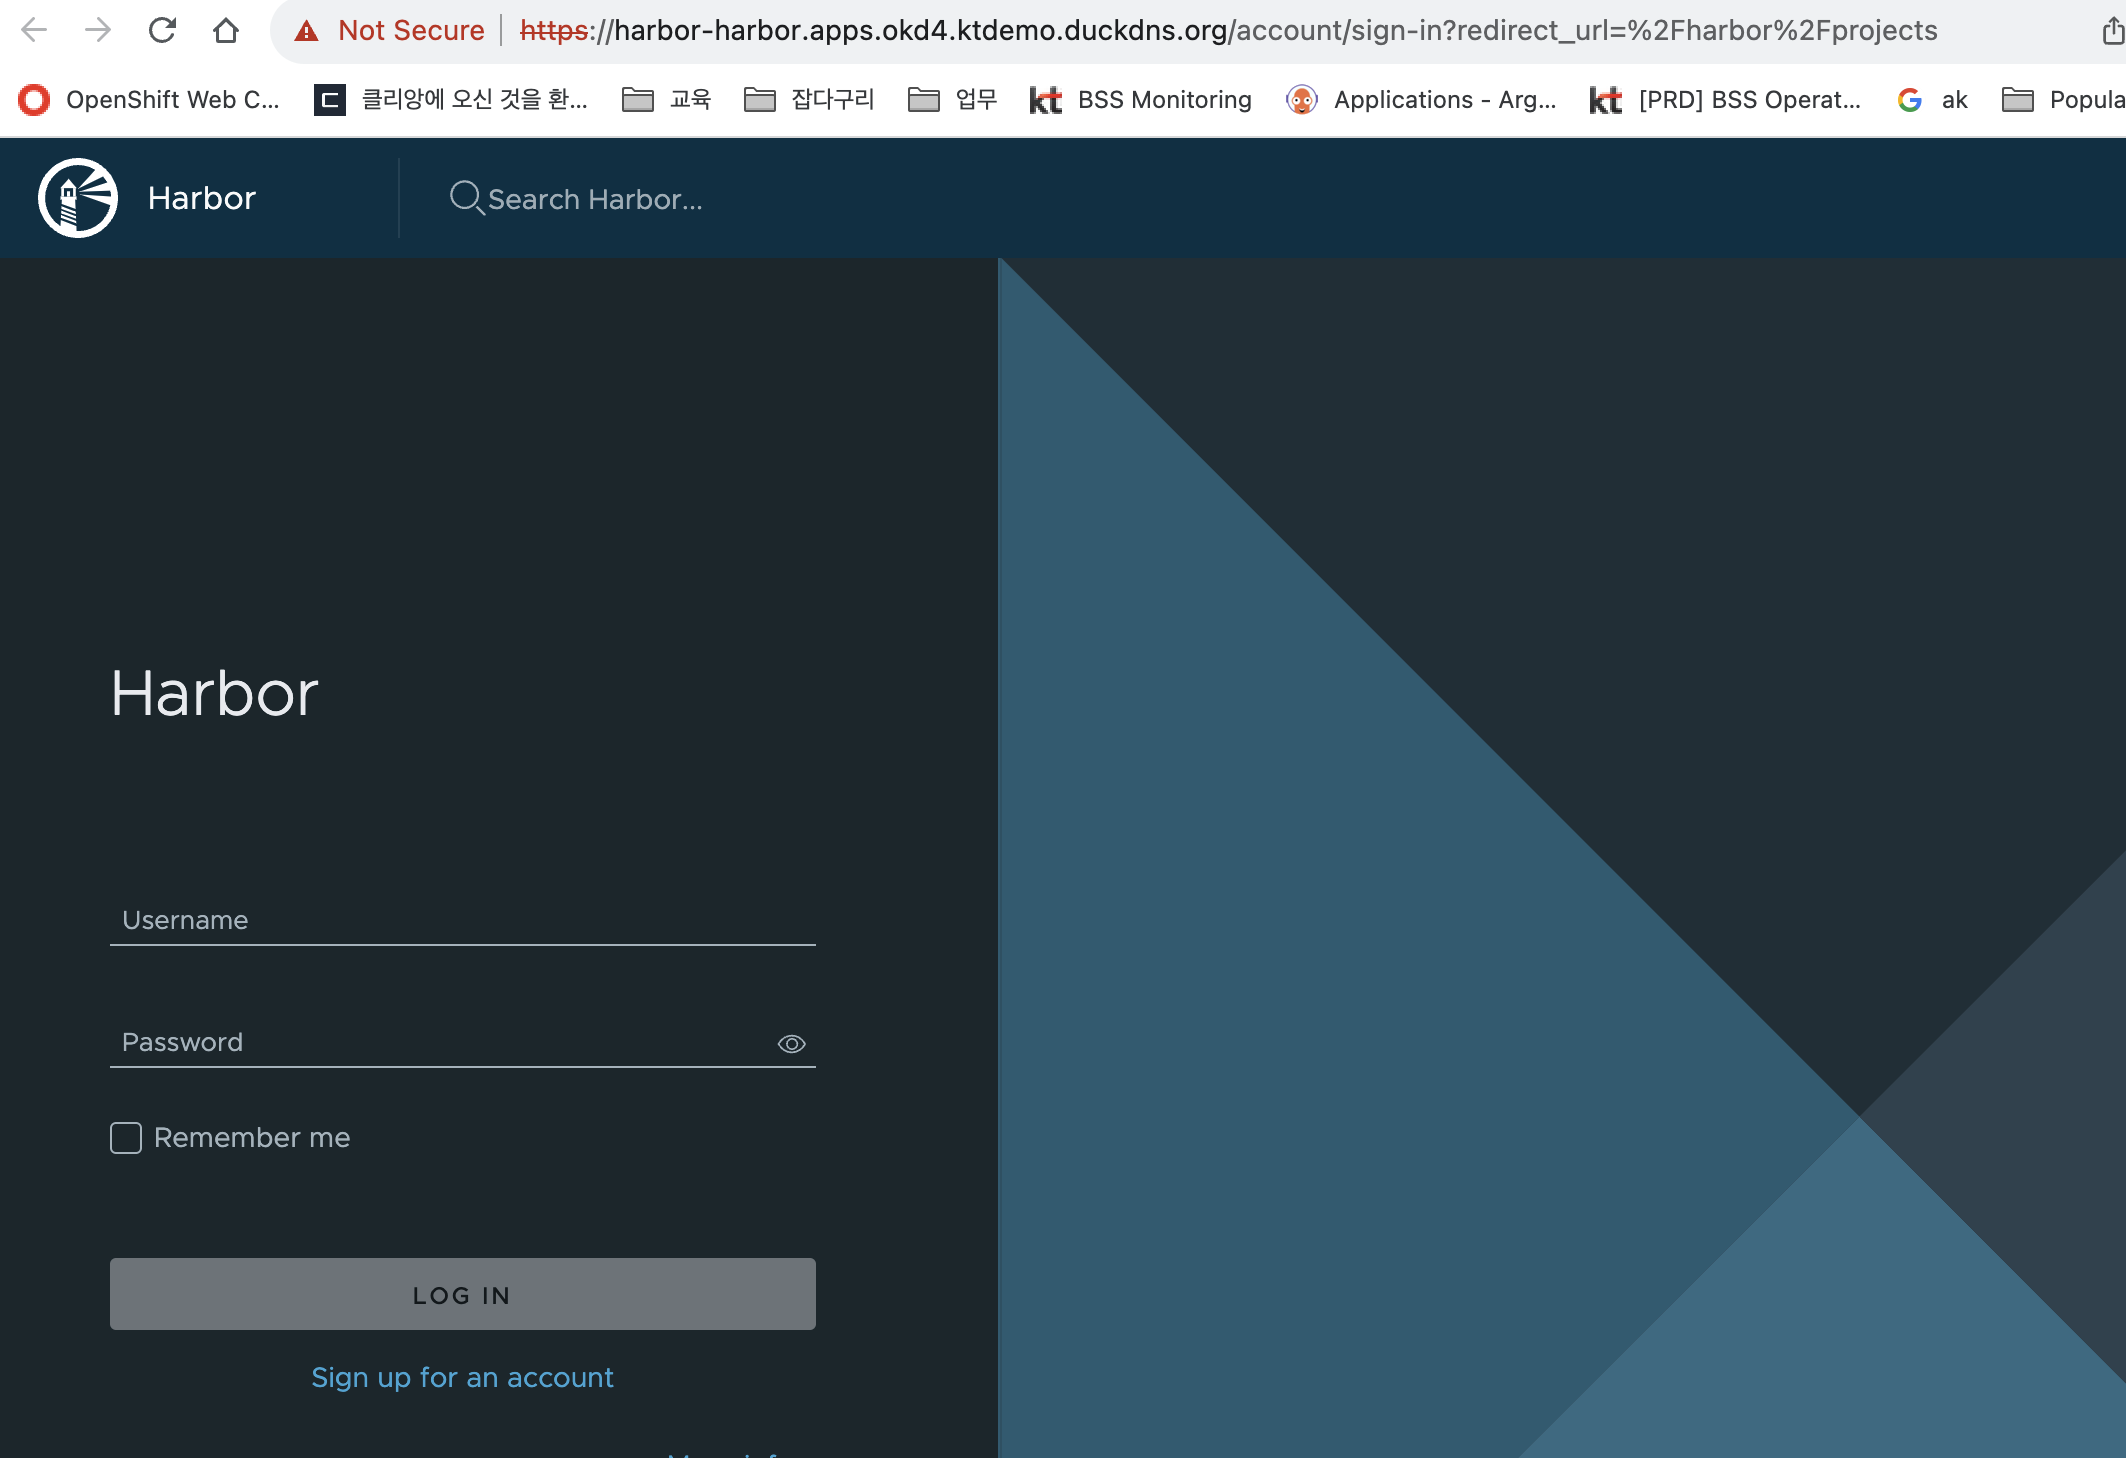 Not Secure https://harbor-harbor.apps.okd4.ktdemo.duckdns.org/account/sign-in?redirect_url=%2Fharbor%2Fprojects
OpenShift Web C... 클리앙에 오신 것을 환... 교육 잡다구리 업무 BSS Monitoring Applications - Arg... [PRD] BSS Operat... ak Popula
Harbor Search Harbor...
Harbor
Username
Password
Remember me
LOG IN
Sign up for an account